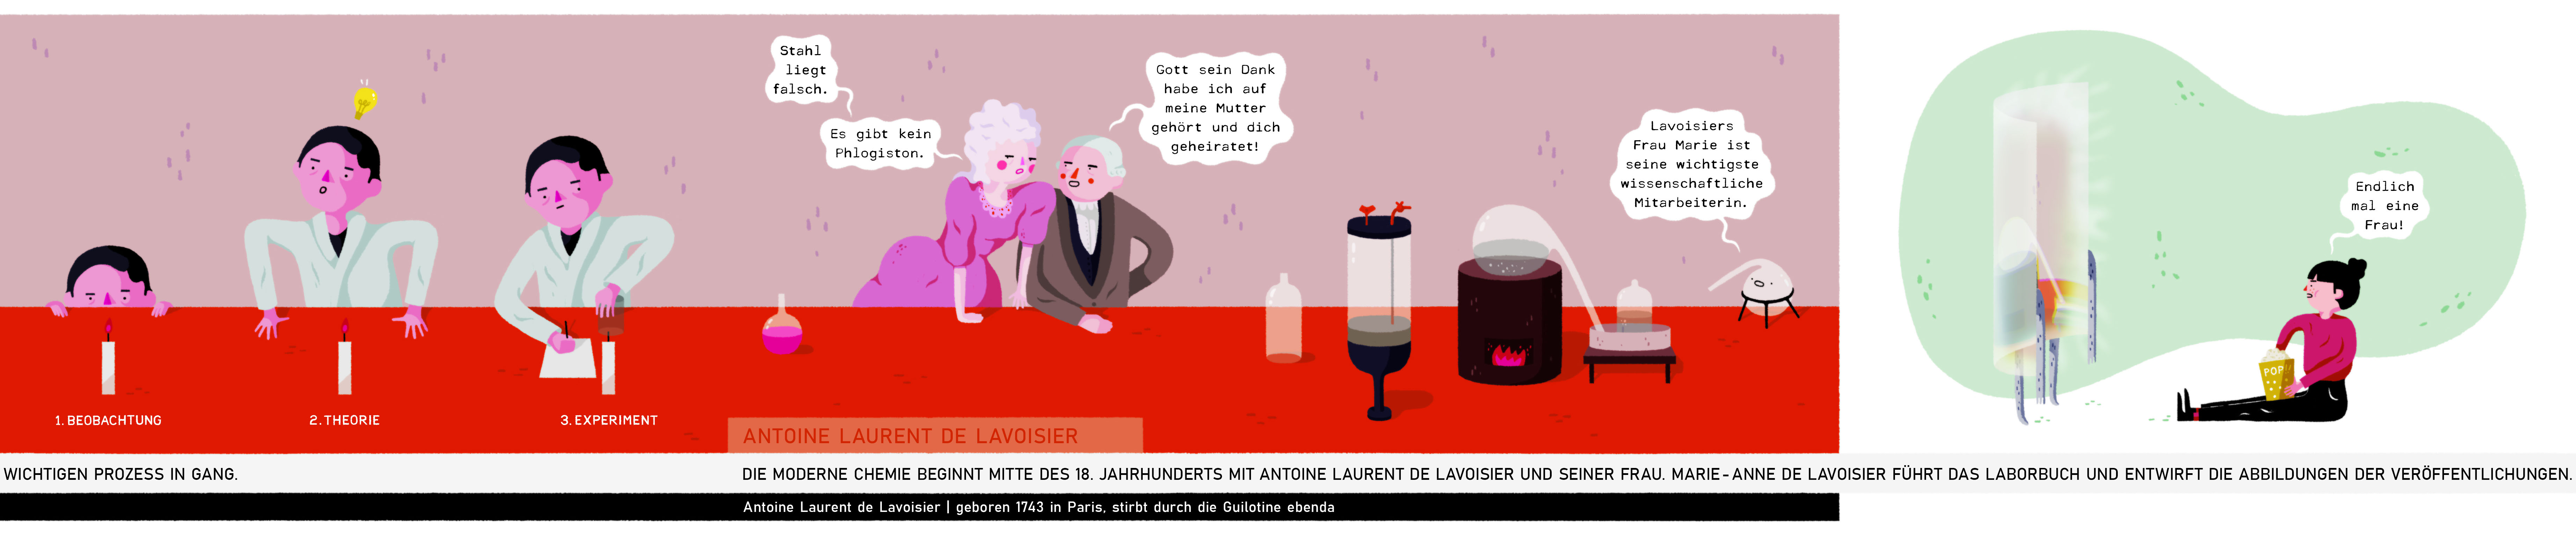 Stahl
liegt
falsch.
Es gibt kein
Phlogiston.
Gott sein Dank
habe ich auf
meine Mutter
gehört und dich
geheiratet!
Lavoisiers
Frau Marie ist
seine wichtigste
wissenschaftliche
Mitarbeiterin.
Endlich
mal eine
Frau!
POP
1. BEOBACHTUNG
2. THEORIE
3. EXPERIMENT
ANTOINE LAURENT DE LAVOISIER
WICHTIGEN PROZESS IN GANG.
DIE MODERNE CHEMIE BEGINNT MITTE DES 18. JAHRHUNDERTS MIT ANTOINE LAURENT DE LAVOISIER UND SEINER FRAU. MARIE-ANNE DE LAVOISIER FÜHRT DAS LABORBUCH UND ENTWIRFT DIE ABBILDUNGEN DER VERÖFFENTLICHUNGEN.
Antoine Laurent de Lavoisier | geboren 1743 in Paris, stirbt durch die Guilotine ebenda